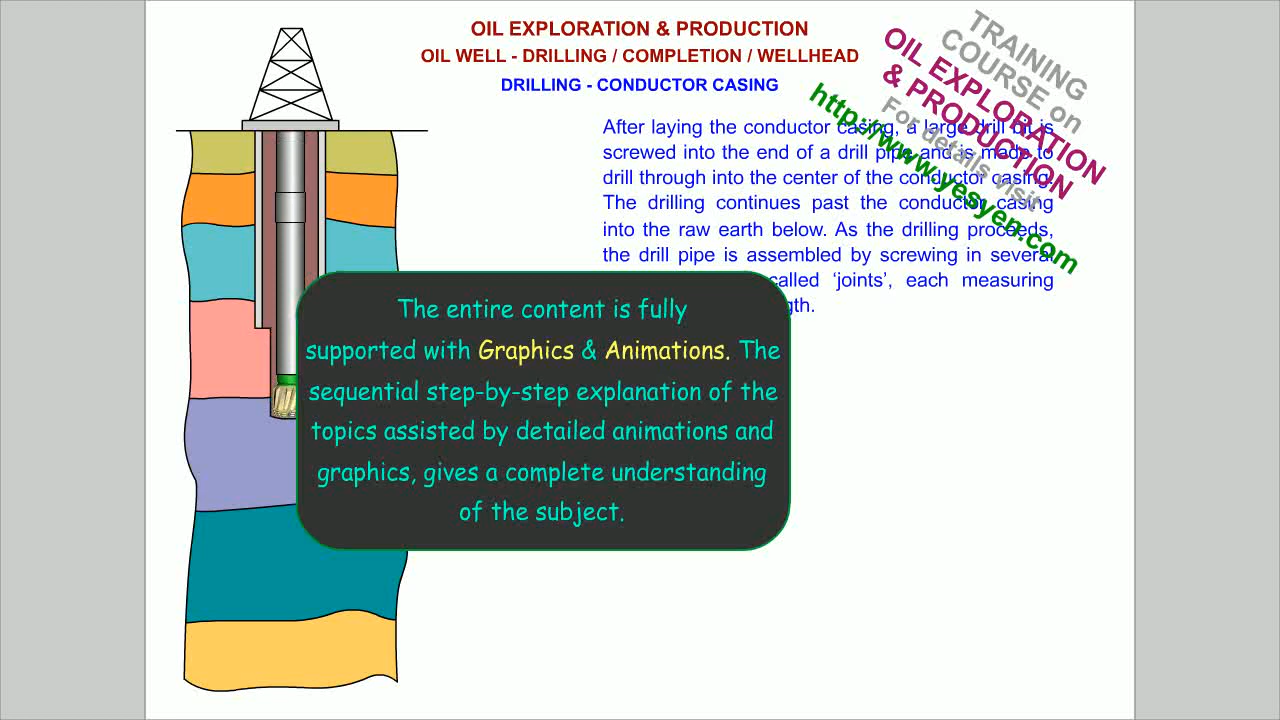 OIL EXPLORATION & PRODUCTION
OIL WELL - DRILLING / COMPLETION / WELLHEAD
DRILLING - CONDUCTOR CASING
TRAINING
COURSE on
OIL EXPLORATION
& PRODUCTION
For details visit
http://www.yesyen.com
After laying the conductor casing, a large drill bit is
screwed into the end of a drill pipe and is made to
drill through into the center of the conductor casing.
The drilling continues past the conductor casing
into the raw earth below. As the drilling proceeds,
the drill pipe is assembled by screwing in several
called ‘joints’, each measuring
The entire content is fully
supported with Graphics & Animations. The
sequential step-by-step explanation of the
topics assisted by detailed animations and
graphics, gives a complete understanding
of the subject.